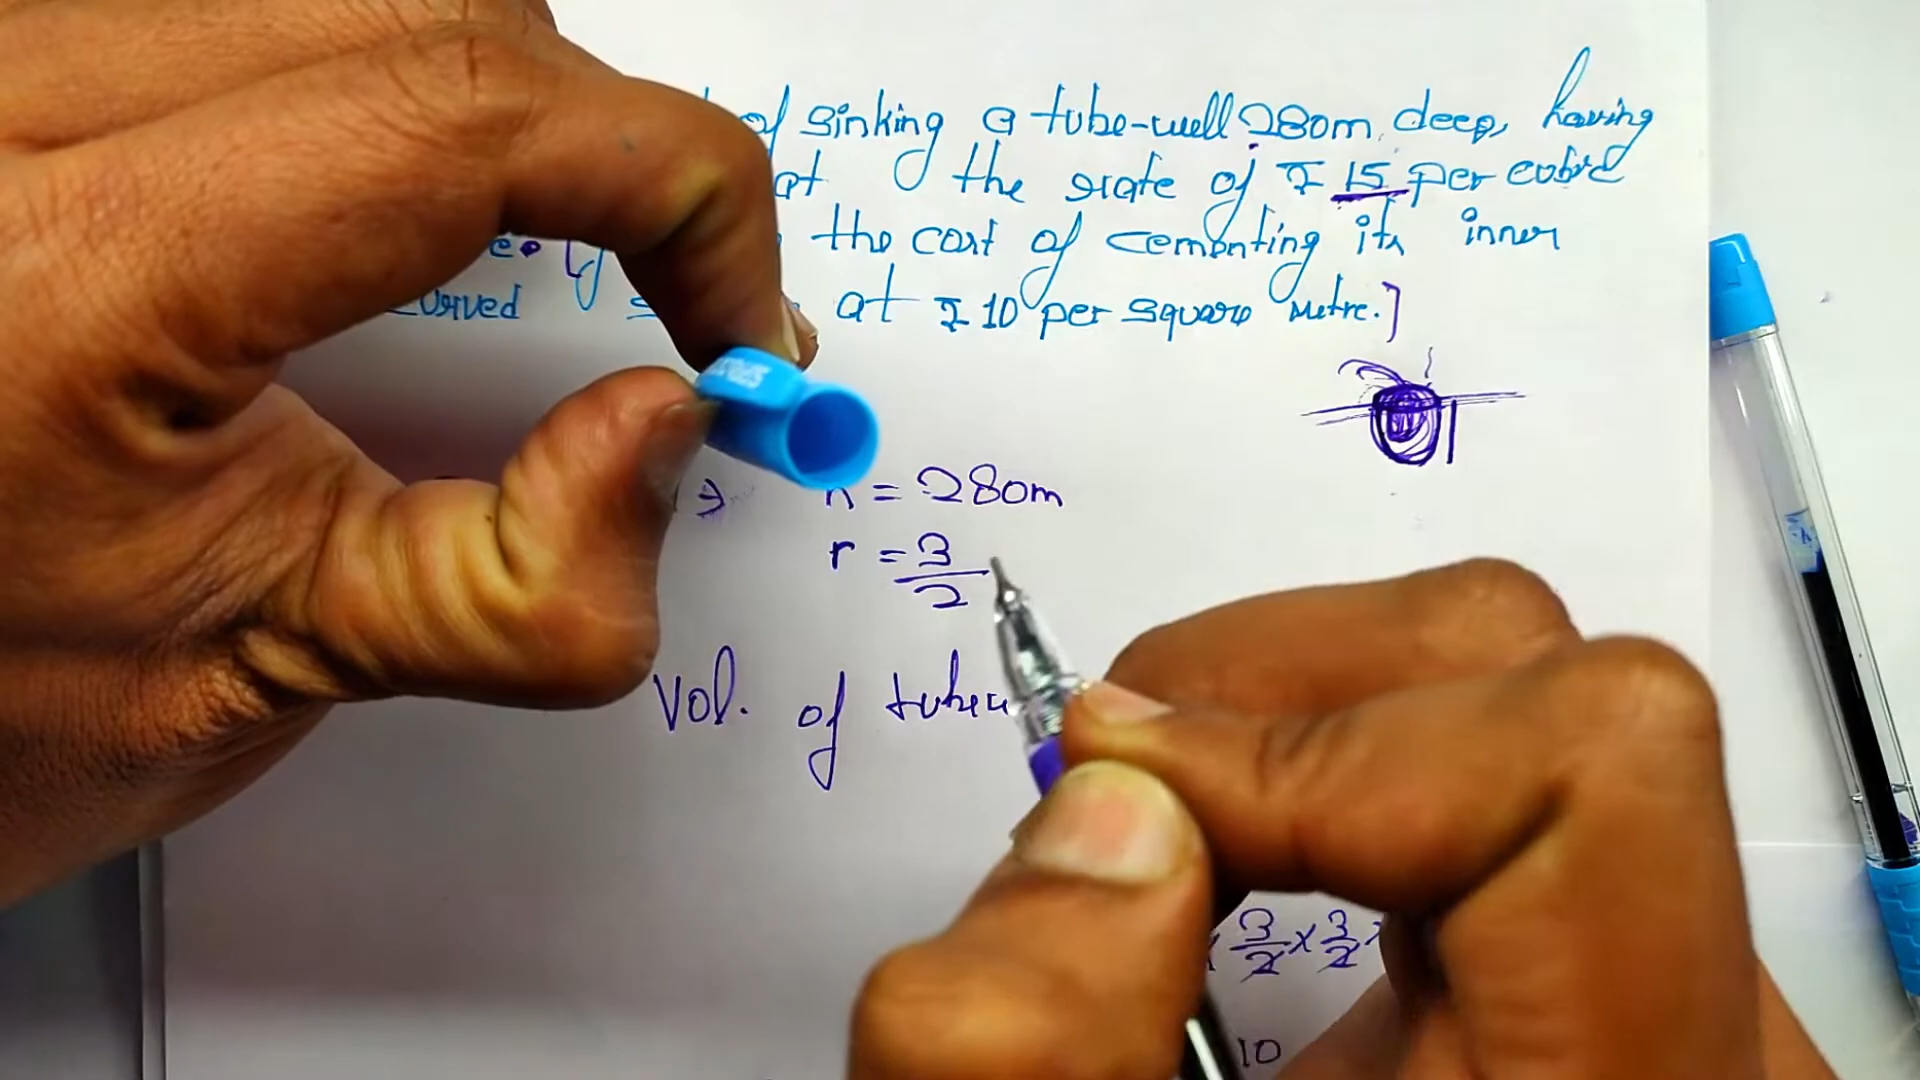 of sinking a tube-well 280m deep, having
at the rate of ₹ 15 per cubic
the cost of cementing its inner
curved at ₹ 10 per square metre.]
h = 280m
r = 3/2
Vol. of
3/2 × 3/2
10